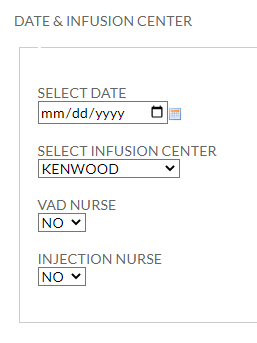 DATE & INFUSION CENTER
SELECT DATE
mm/dd/yyyy
SELECT INFUSION CENTER
KENWOOD
VAD NURSE
NO
INJECTION NURSE
NO